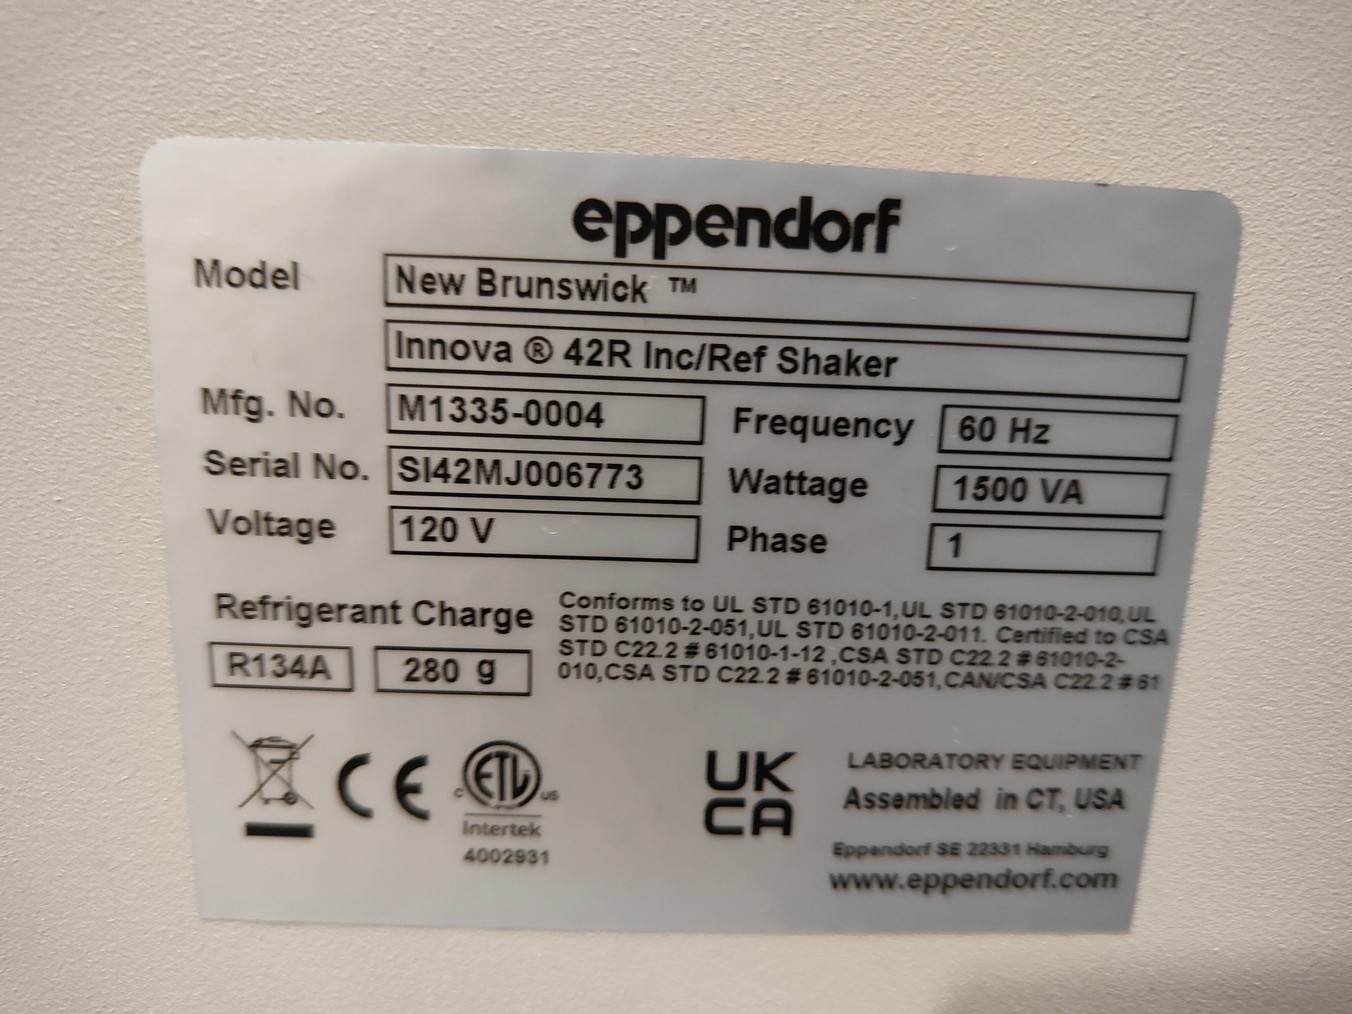 eppendorf
Model New Brunswick ™
Innova ® 42R Inc/Ref Shaker
Mfg. No. M1335-0004 Frequency 60 Hz
Serial No. SI42MJ006773 Wattage 1500 VA
Voltage 120 V Phase 1
Refrigerant Charge
R134A 280 g
Conforms to UL STD 61010-1,UL STD 61010-2-010,UL
STD 61010-2-051,UL STD 61010-2-011. Certified to CSA
STD C22.2 # 61010-1-12 ,CSA STD C22.2 # 61010-2-
010,CSA STD C22.2 # 61010-2-051,CAN/CSA C22.2 # 61
CE
c ETL us
Intertek
4002931
UK
CA
LABORATORY EQUIPMENT
Assembled in CT, USA
Eppendorf SE 22331 Hamburg
www.eppendorf.com